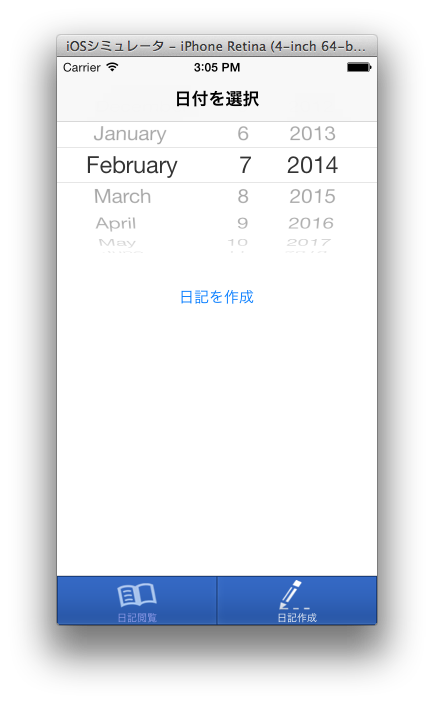 iOSシミュレータ - iPhone Retina (4-inch 64-b...
Carrier 3:05 PM
日付を選択
January 6 2013
February 7 2014
March 8 2015
April 9 2016
May 10 2017
日記を作成
日記閲覧 日記作成